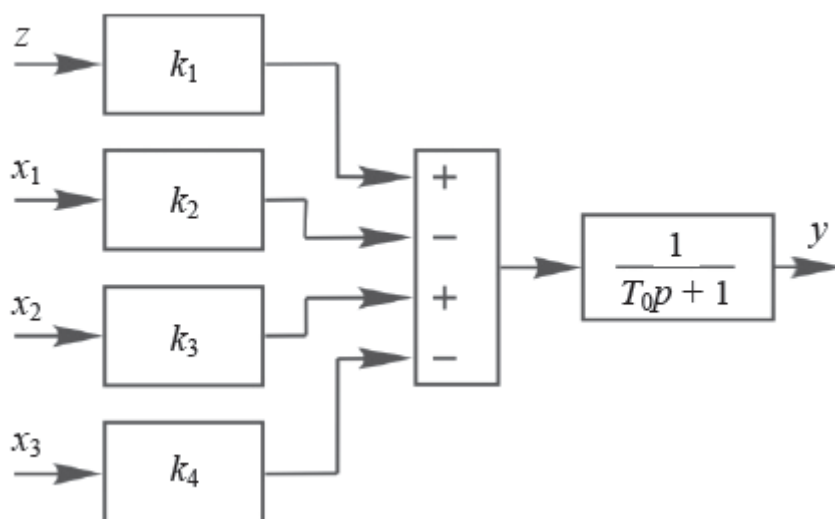 z
k₁
x₁
k₂
x₂
k₃
x₃
k₄
+
−
+
−
1
T₀p + 1
y